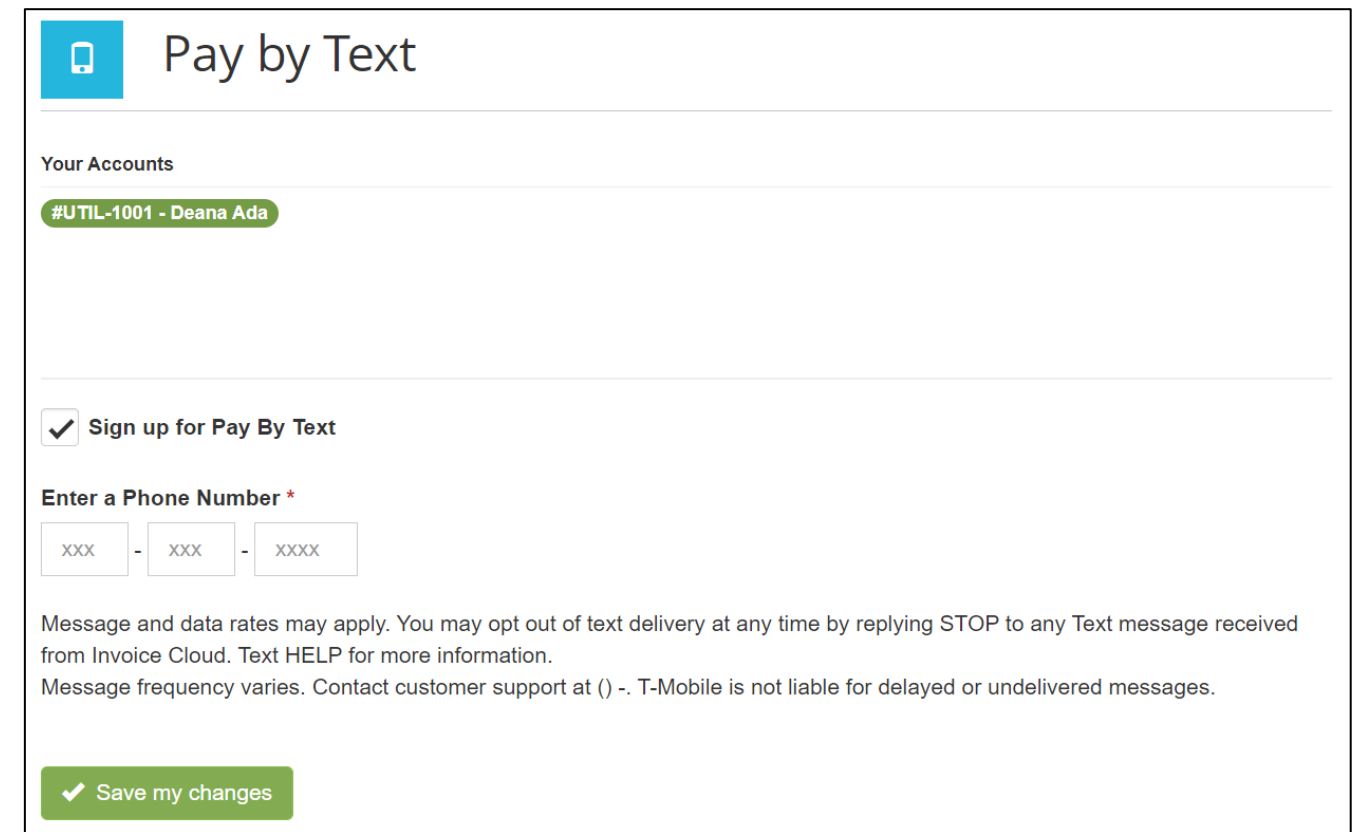 Pay by Text
Your Accounts
#UTIL-1001 - Deana Ada
Sign up for Pay By Text
Enter a Phone Number *
xxx - xxx - xxxx
Message and data rates may apply. You may opt out of text delivery at any time by replying STOP to any Text message received
from Invoice Cloud. Text HELP for more information.
Message frequency varies. Contact customer support at () -. T-Mobile is not liable for delayed or undelivered messages.
Save my changes